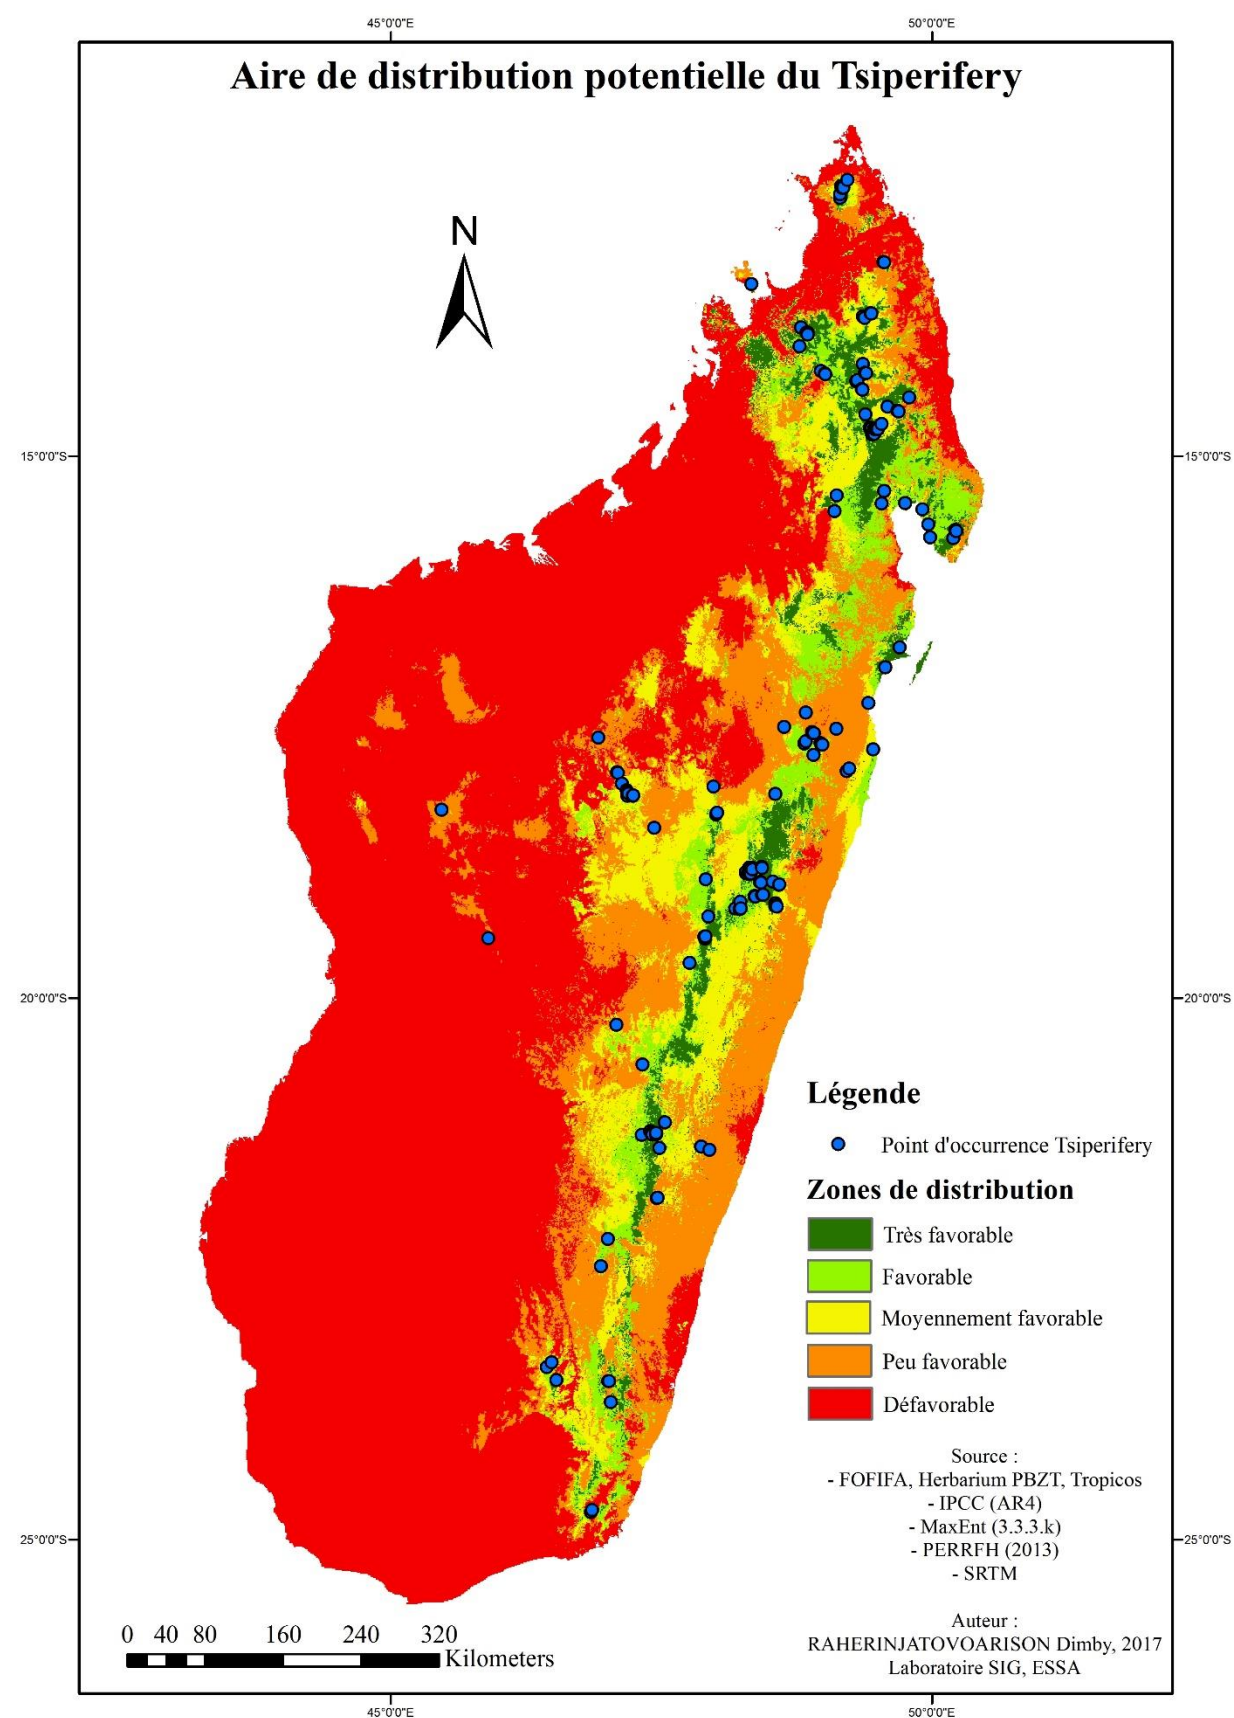 45°0'0"E
50°0'0"E
Aire de distribution potentielle du Tsiperifery
N
15°0'0"S
15°0'0"S
20°0'0"S
20°0'0"S
Légende
Point d'occurrence Tsiperifery
Zones de distribution
Très favorable
Favorable
Moyennement favorable
Peu favorable
Défavorable
Source :
- FOFIFA, Herbarium PBZT, Tropicos
- IPCC (AR4)
- MaxEnt (3.3.3.k)
- PERRFH (2013)
- SRTM
25°0'0"S
25°0'0"S
Auteur :
RAHERINJATOVOARISON Dimby, 2017
Laboratoire SIG, ESSA
0 40 80 160 240 320
Kilometers
45°0'0"E
50°0'0"E